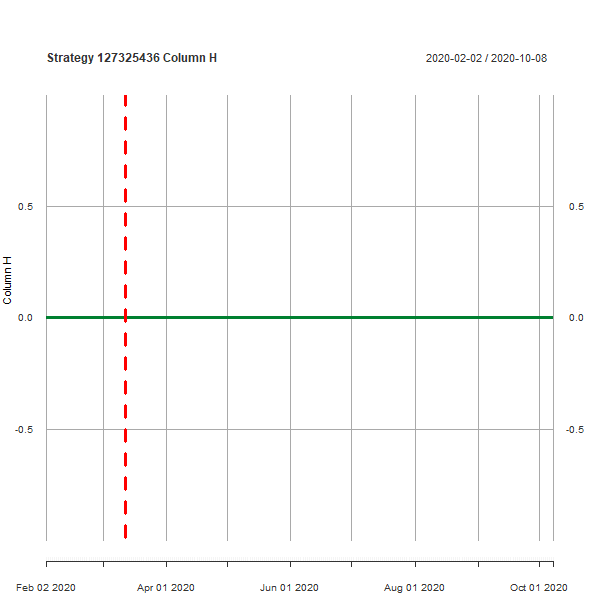 Strategy 127325436 Column H
2020-02-02 / 2020-10-08
0.5
0.5
Column H
0.0
0.0
-0.5
-0.5
Feb 02 2020
Apr 01 2020
Jun 01 2020
Aug 01 2020
Oct 01 2020